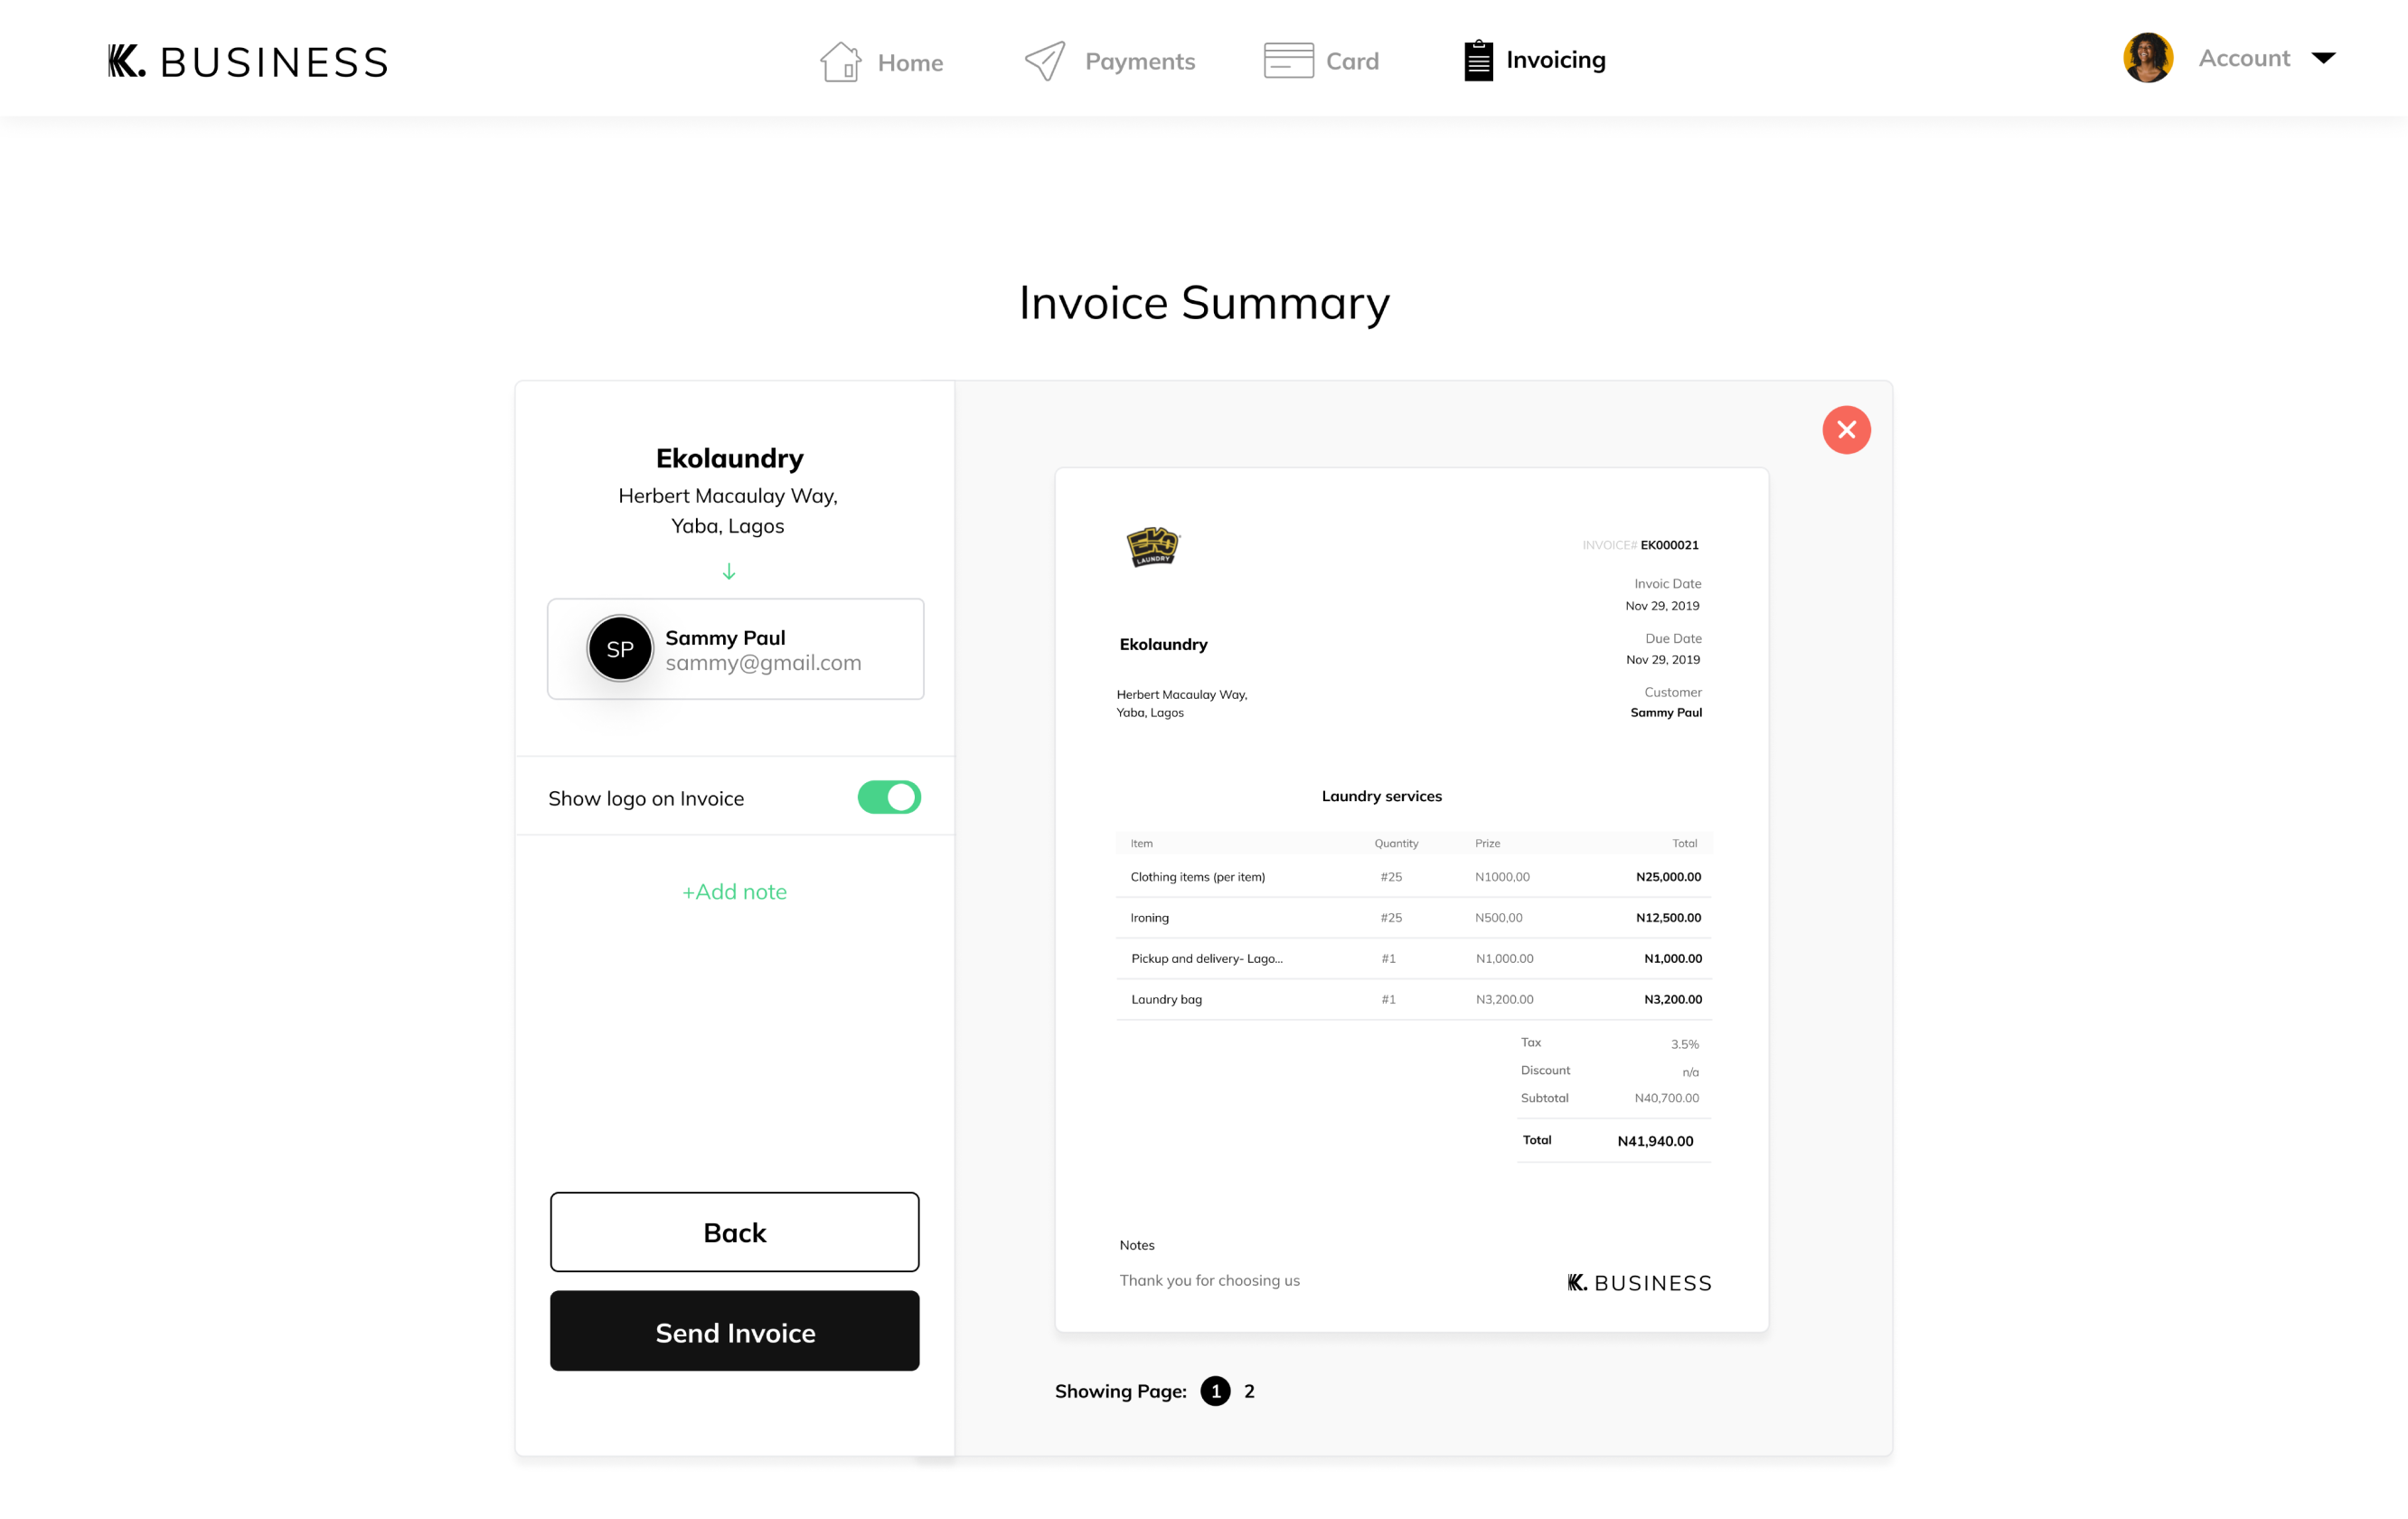 K. BUSINESS
Home
Payments
Card
Invoicing
Account
Invoice Summary
Ekolaundry
Herbert Macaulay Way,
Yaba, Lagos
SP
Sammy Paul
sammy@gmail.com
Show logo on Invoice
+Add note
Back
Send Invoice
EKO
LAUNDRY
INVOICE# EK000021
Invoic Date
Nov 29, 2019
Due Date
Nov 29, 2019
Customer
Sammy Paul
Ekolaundry
Herbert Macaulay Way,
Yaba, Lagos
Laundry services
Item Quantity Prize Total
Clothing items (per item) #25 N1000,00 N25,000.00
Ironing #25 N500,00 N12,500.00
Pickup and delivery- Lago... #1 N1,000.00 N1,000.00
Laundry bag #1 N3,200.00 N3,200.00
Tax 3.5%
Discount n/a
Subtotal N40,700.00
Total N41,940.00
Notes
Thank you for choosing us
K. BUSINESS
Showing Page: 1 2